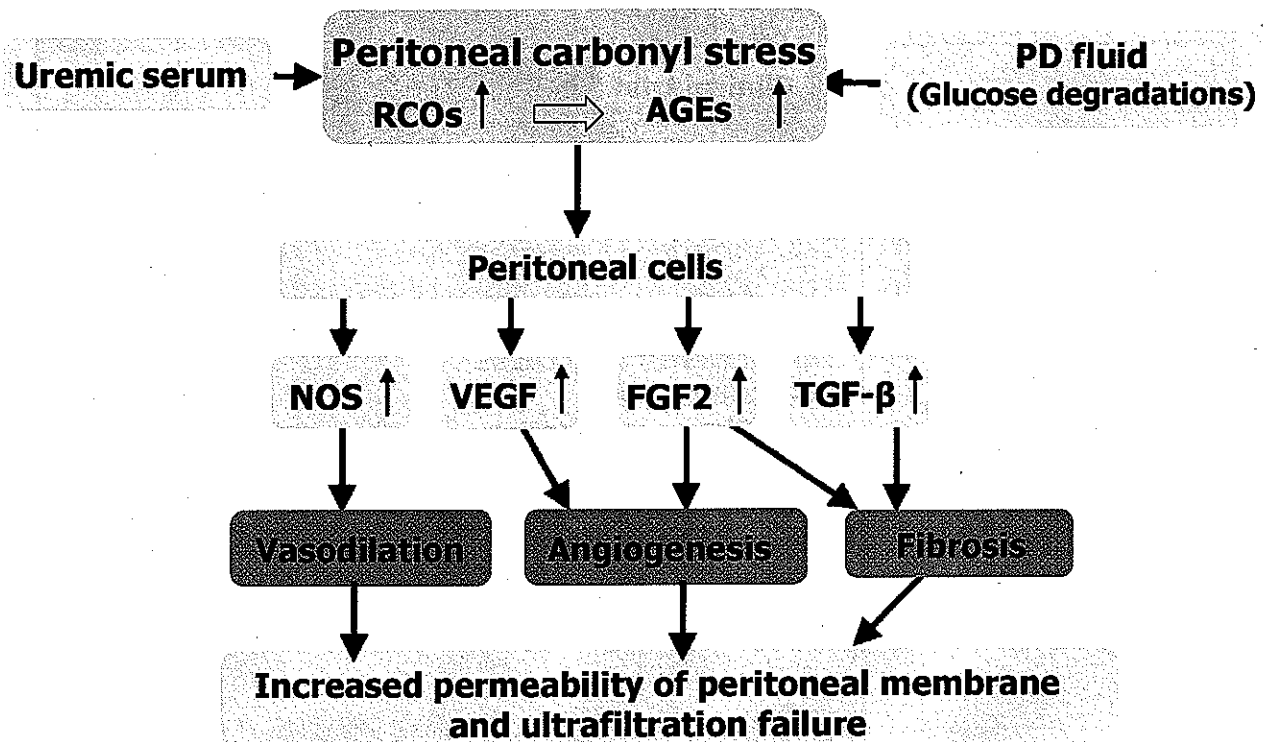 Peritoneal carbonyl stress
Uremic serum
RCOs ↑ ⇨ AGEs ↑
PD fluid
(Glucose degradations)
Peritoneal cells
NOS ↑
VEGF ↑
FGF2 ↑
TGF-β ↑
Vasodilation
Angiogenesis
Fibrosis
Increased permeability of peritoneal membrane
and ultrafiltration failure